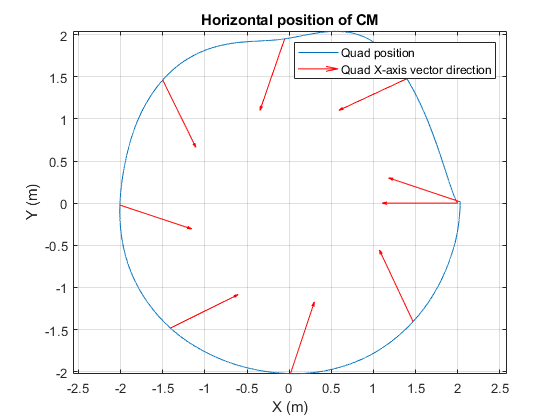 Horizontal position of CM
Quad position
Quad X-axis vector direction
Y (m)
2
1.5
1
0.5
0
-0.5
-1
-1.5
-2
-2.5 -2 -1.5 -1 -0.5 0 0.5 1 1.5 2 2.5
X (m)